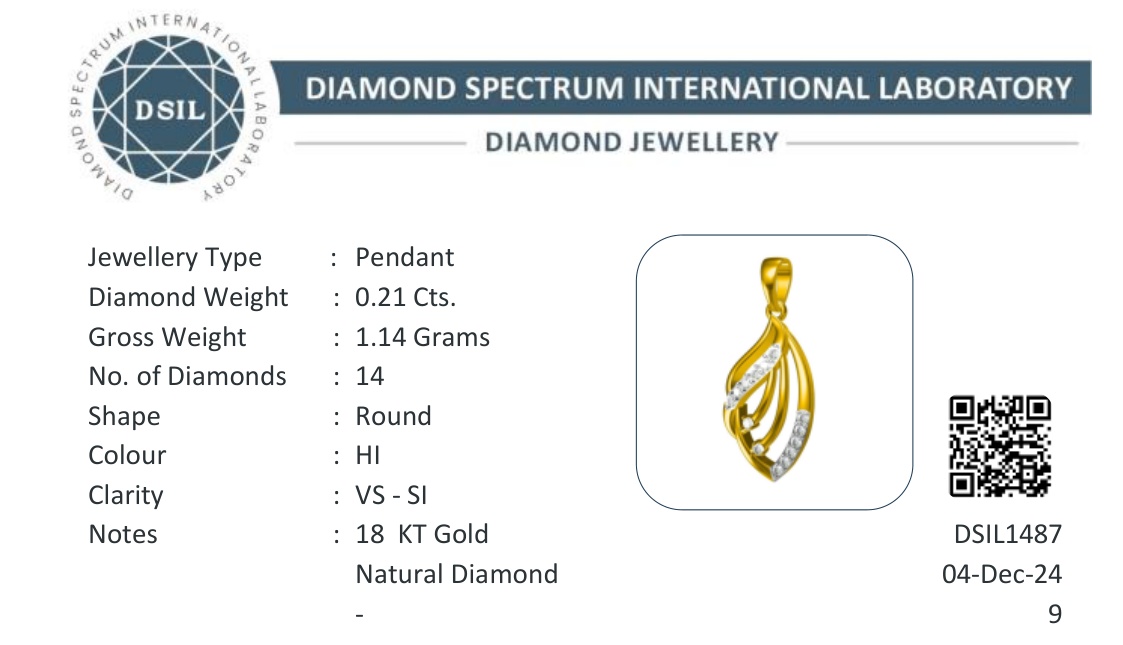 DIAMOND SPECTRUM INTERNATIONAL LABORATORY
DSIL
DIAMOND SPECTRUM INTERNATIONAL LABORATORY
DIAMOND JEWELLERY
Jewellery Type : Pendant
Diamond Weight : 0.21 Cts.
Gross Weight : 1.14 Grams
No. of Diamonds : 14
Shape : Round
Colour : HI
Clarity : VS - SI
Notes : 18 KT Gold
DSIL1487
Natural Diamond
04-Dec-24
-
9